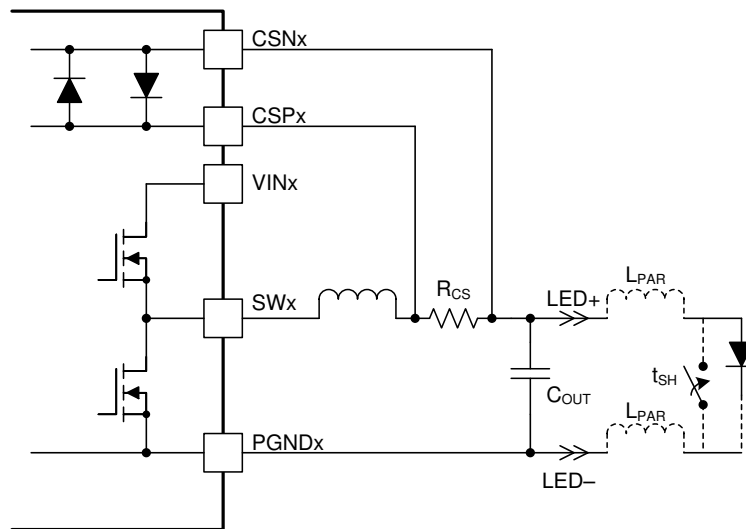 CSNx
CSPx
VINx
SWx
RCS
LED+
LPAR
tSH
COUT
LPAR
PGNDx
LED–